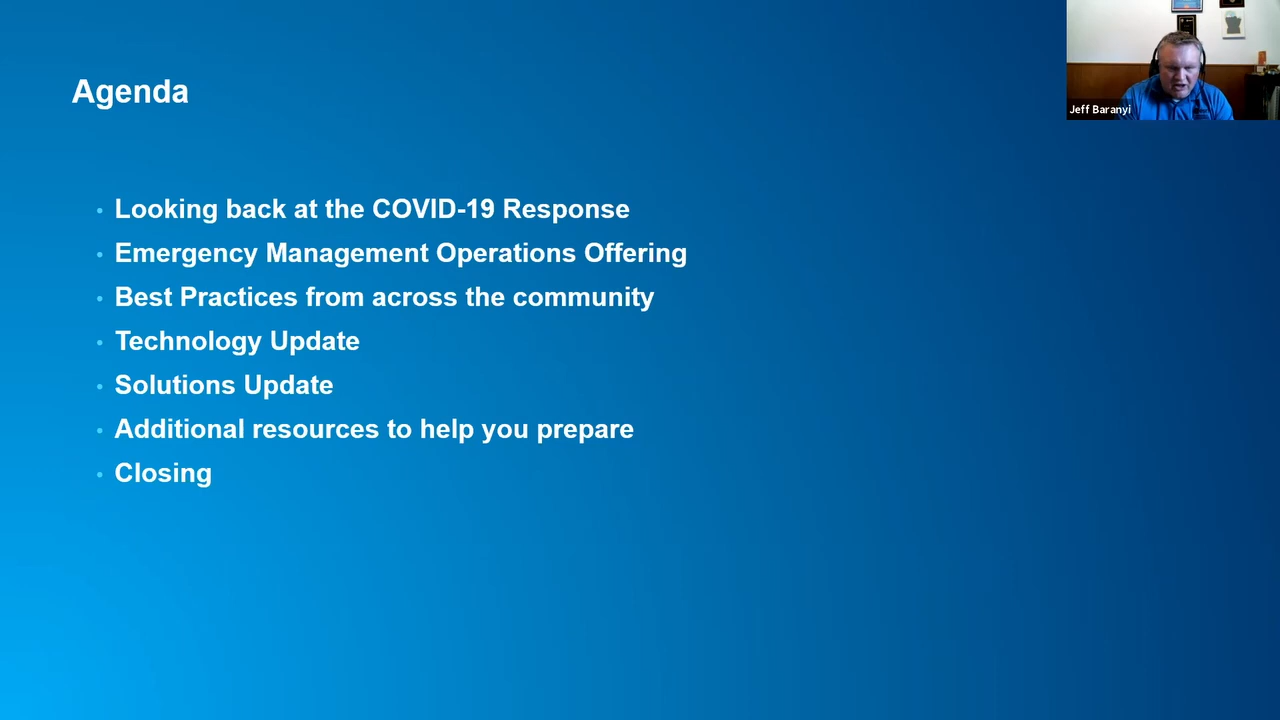 Agenda
Jeff Baranyi
Looking back at the COVID-19 Response
Emergency Management Operations Offering
Best Practices from across the community
Technology Update
Solutions Update
Additional resources to help you prepare
Closing